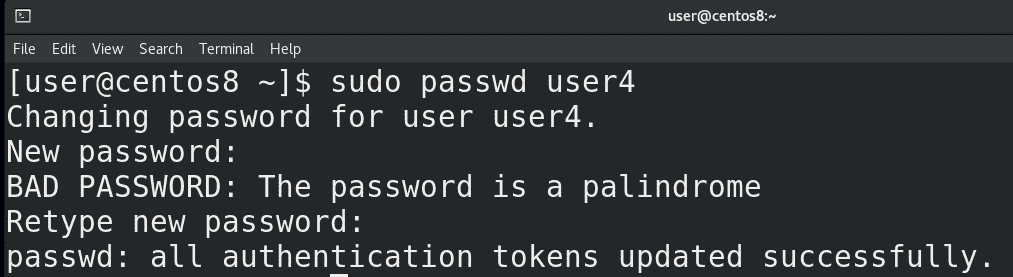 user@centos8:~
File Edit View Search Terminal Help
[user@centos8 ~]$ sudo passwd user4
Changing password for user user4.
New password:
BAD PASSWORD: The password is a palindrome
Retype new password:
passwd: all authentication tokens updated successfully.